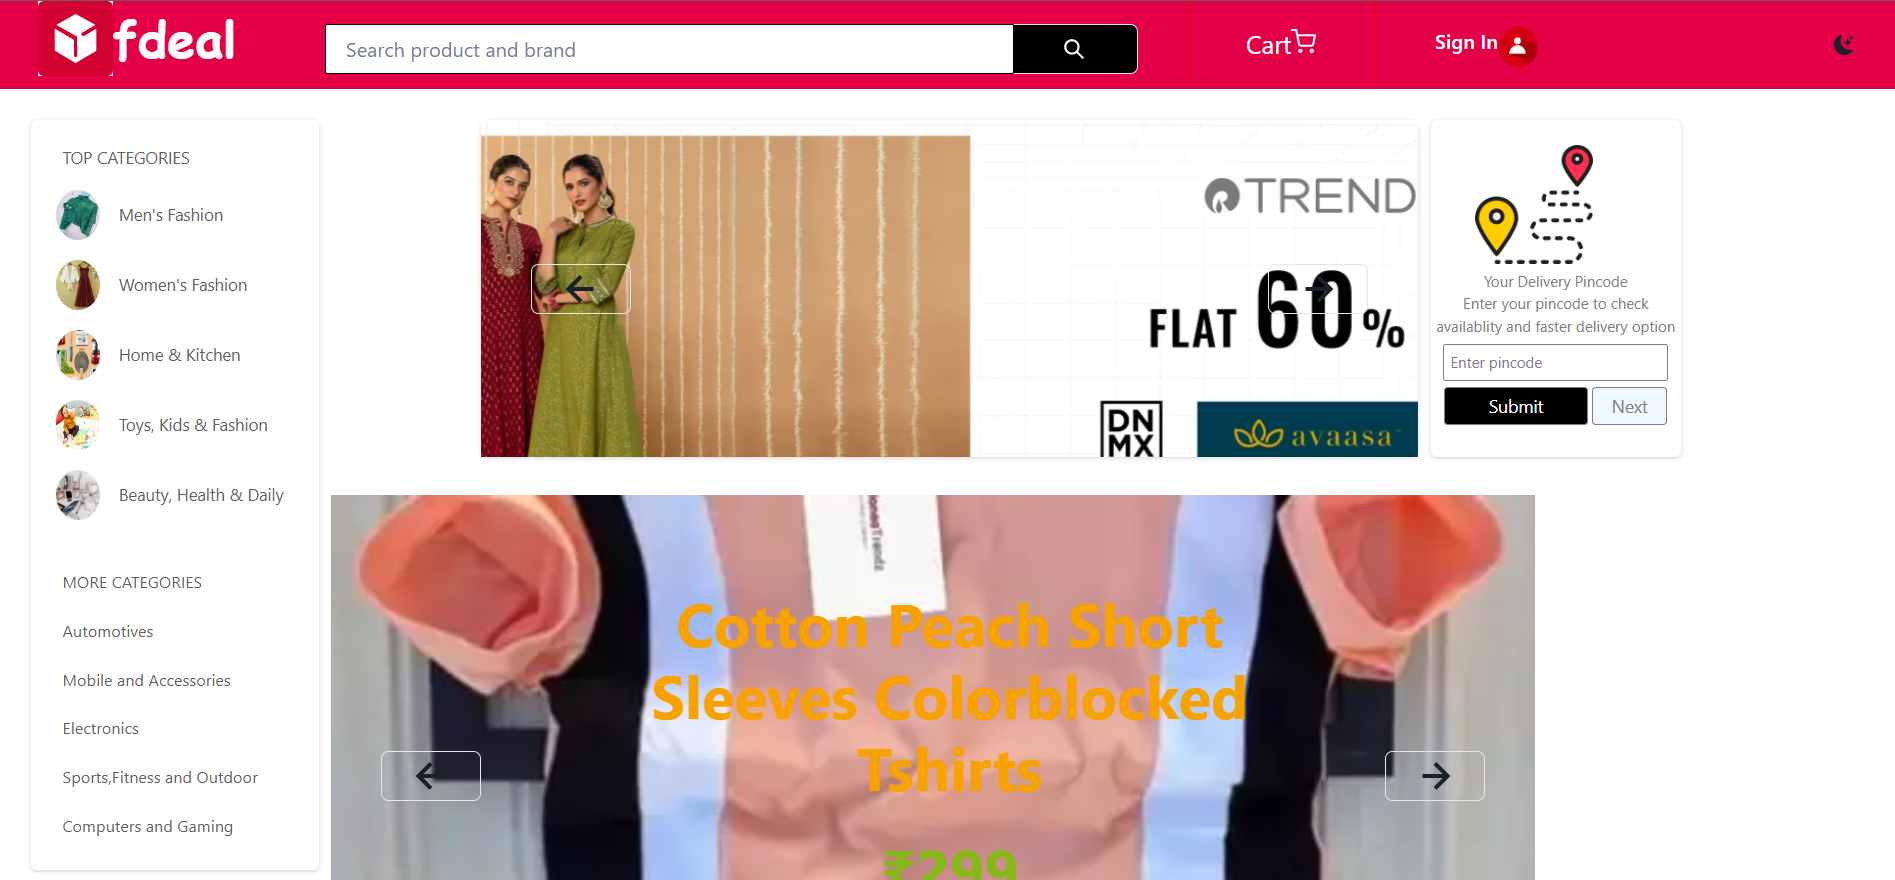 fdeal
Search product and brand
Cart
Sign In
TOP CATEGORIES
Men's Fashion
Women's Fashion
Home & Kitchen
Toys, Kids & Fashion
Beauty, Health & Daily
MORE CATEGORIES
Automotives
Mobile and Accessories
Electronics
Sports,Fitness and Outdoor
Computers and Gaming
TREND
FLAT 60%
DN
MX
avaasa
Your Delivery Pincode
Enter your pincode to check
availablity and faster delivery option
Enter pincode
Submit
Next
Cotton Peach Short
Sleeves Colorblocked
Tshirts
₹299